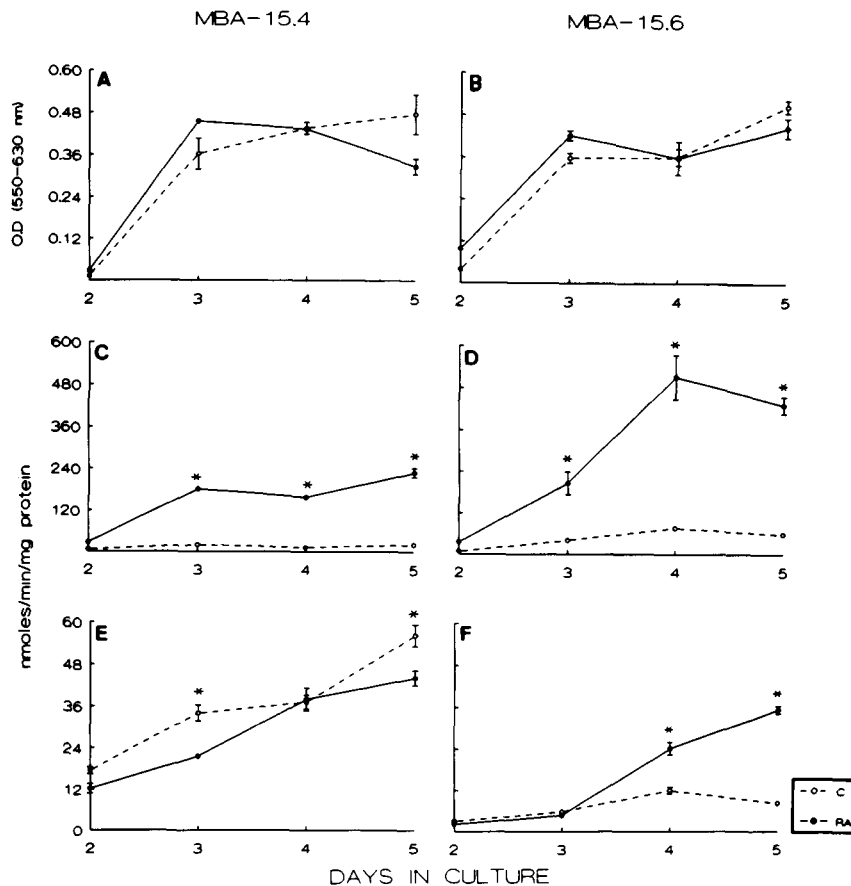 MBA-15.4
MBA-15.6
A
B
0.60
0.48
0.36
0.24
0.12
O.D (550-630 nm)
2 3 4 5
2 3 4 5
C
D
600
480
360
240
120
* * *
* * *
2 3 4 5
2 3 4 5
nmoles/min/mg protein
E
F
60
48
36
24
12
0
* *
* *
2 3 4 5
2 3 4 5
C
RA
DAYS IN CULTURE